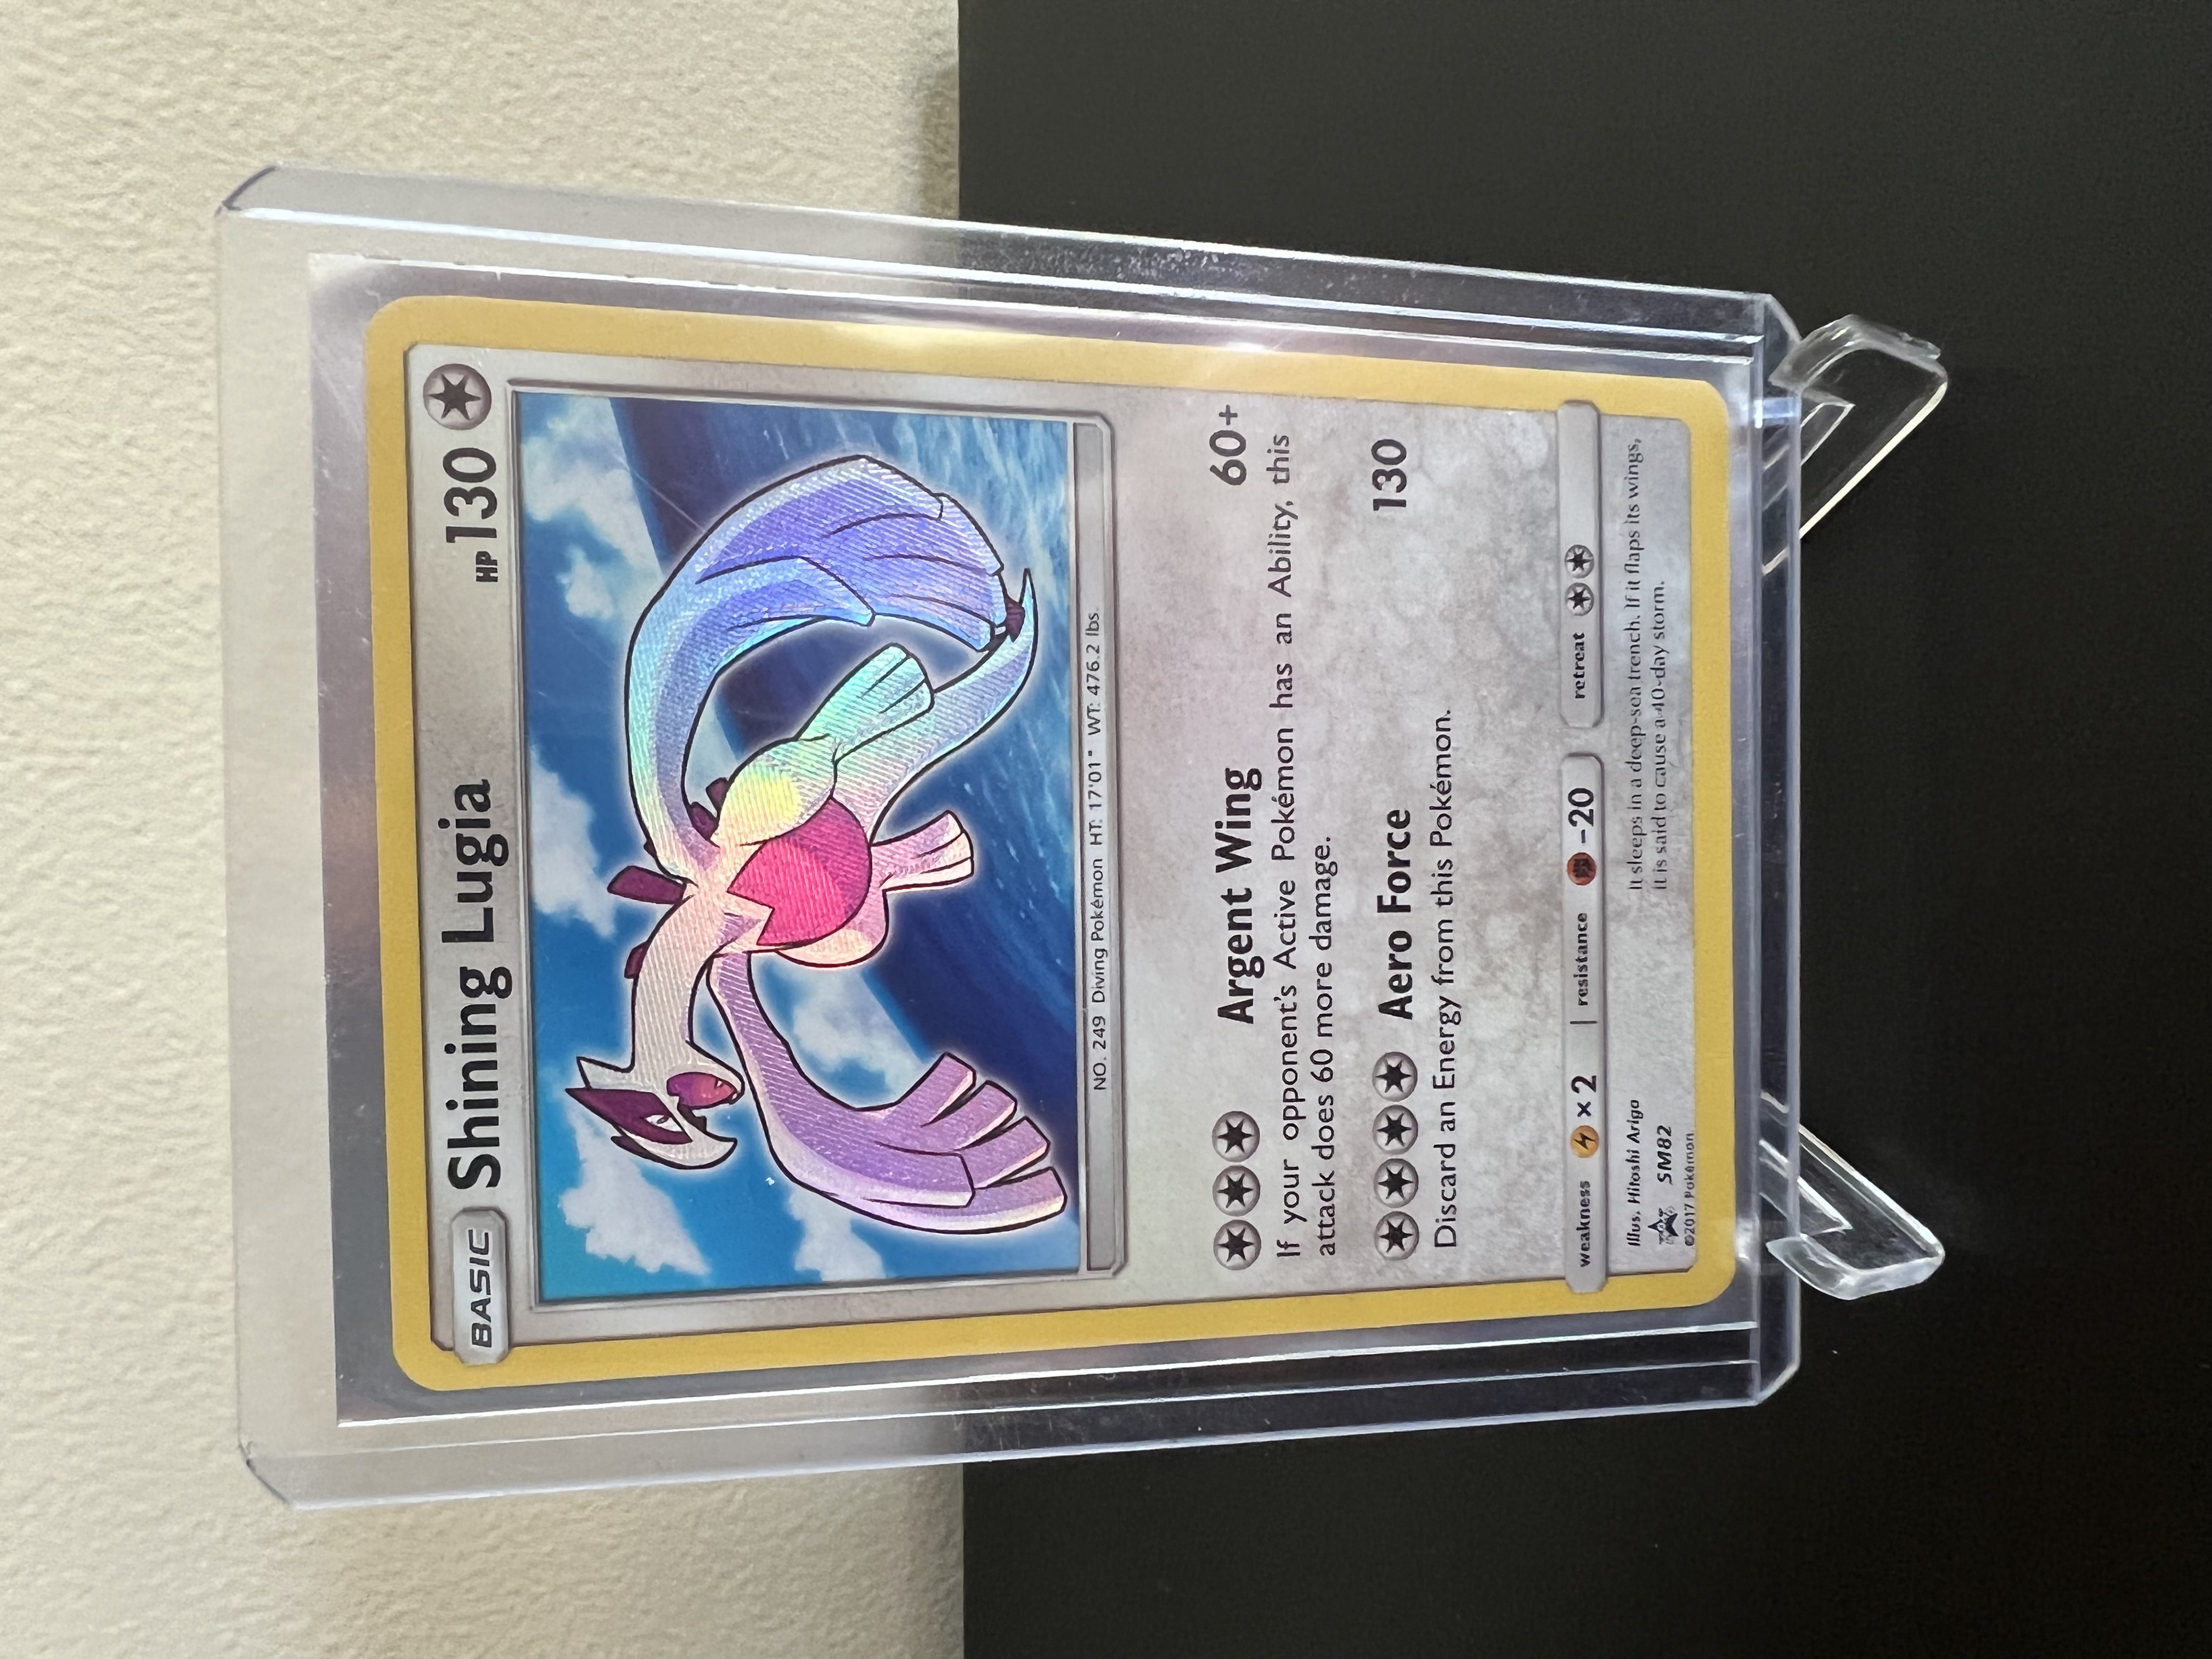 BASIC Shining Lugia HP 130
NO. 249 Diving Pokémon HT: 17'01" WT: 476.2 lbs.
Argent Wing 60+
If your opponent's Active Pokémon has an Ability, this
attack does 60 more damage.
Aero Force 130
Discard an Energy from this Pokémon.
weakness ×2 resistance -20 retreat
Illus. Hitoshi Ariga
SM82
©2017 Pokémon
It sleeps in a deep-sea trench. If it flaps its wings,
it is said to cause a 40-day storm.